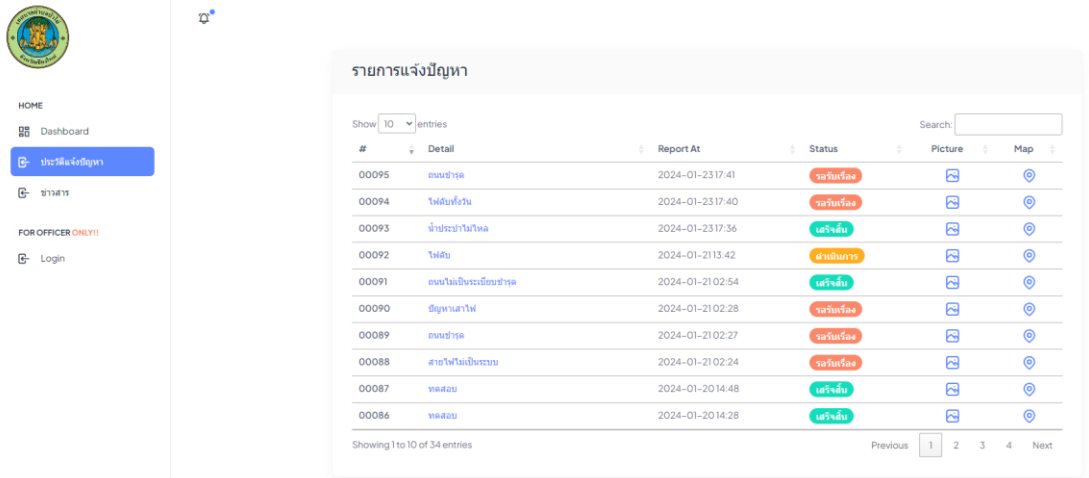 HOME
Dashboard
ประวัติแจ้งปัญหา
ข่าวสาร
FOR OFFICER ONLY!!
Login
รายการแจ้งปัญหา
Show 10 entries Search:
# Detail Report At Status Picture Map
00095 ถนนชำรุด 2024-01-23 17:41 รอรับเรื่อง
00094 ไฟดับทั้งวัน 2024-01-23 17:40 รอรับเรื่อง
00093 น้ำประปาไม่ไหล 2024-01-23 17:36 เสร็จสิ้น
00092 ไฟดับ 2024-01-21 13:42 ดำเนินการ
00091 ถนนไม่เป็นระเบียบชำรุด 2024-01-21 02:54 เสร็จสิ้น
00090 ปัญหาเสาไฟ 2024-01-21 02:28 รอรับเรื่อง
00089 ถนนชำรุด 2024-01-21 02:27 รอรับเรื่อง
00088 สายไฟไม่เป็นระบบ 2024-01-21 02:24 รอรับเรื่อง
00087 ทดสอบ 2024-01-20 14:48 เสร็จสิ้น
00086 ทดสอบ 2024-01-20 14:28 เสร็จสิ้น
Showing 1 to 10 of 34 entries Previous 1 2 3 4 Next